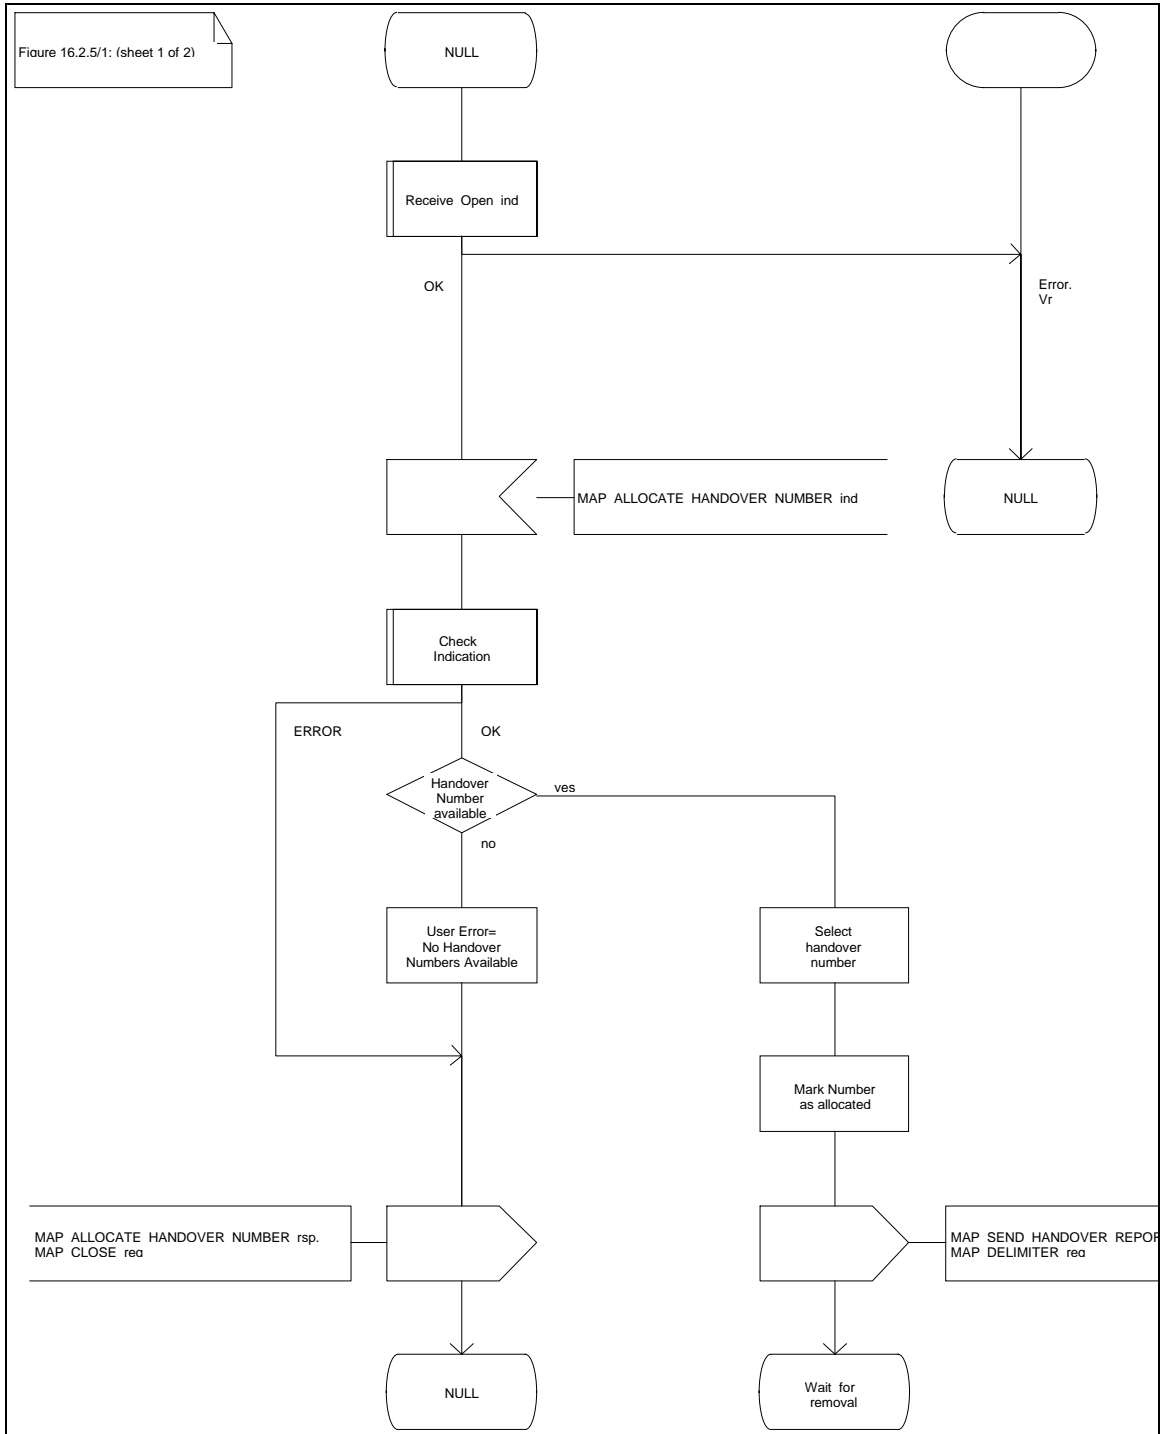 Figure 16.2.5/1: (sheet 1 of 2)
NULL
Receive Open ind
OK
Error.
Vr
MAP ALLOCATE HANDOVER NUMBER ind
NULL
Check
Indication
ERROR
OK
Handover
Number
available
yes
no
User Error=
No Handover
Numbers Available
Select
handover
number
Mark Number
as allocated
MAP ALLOCATE HANDOVER NUMBER rsp.
MAP CLOSE req
MAP SEND HANDOVER REPOR
MAP DELIMITER req
NULL
Wait for
removal